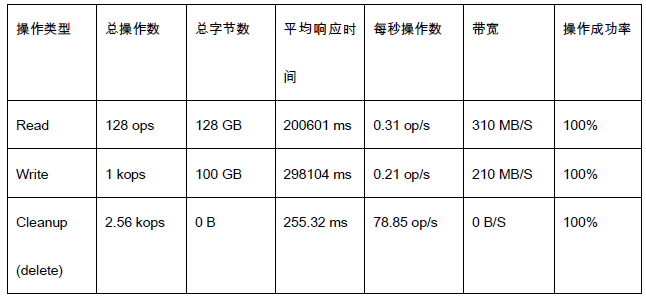 操作类型 总操作数 总字节数 平均响应时间 每秒操作数 带宽 操作成功率
Read 128 ops 128 GB 200601 ms 0.31 op/s 310 MB/S 100%
Write 1 kops 100 GB 298104 ms 0.21 op/s 210 MB/S 100%
Cleanup (delete) 2.56 kops 0 B 255.32 ms 78.85 op/s 0 B/S 100%